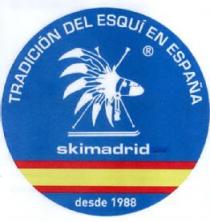 TRADICIÓN DEL ESQUÍ EN ESPAÑA
®
skimadrid
desde 1988